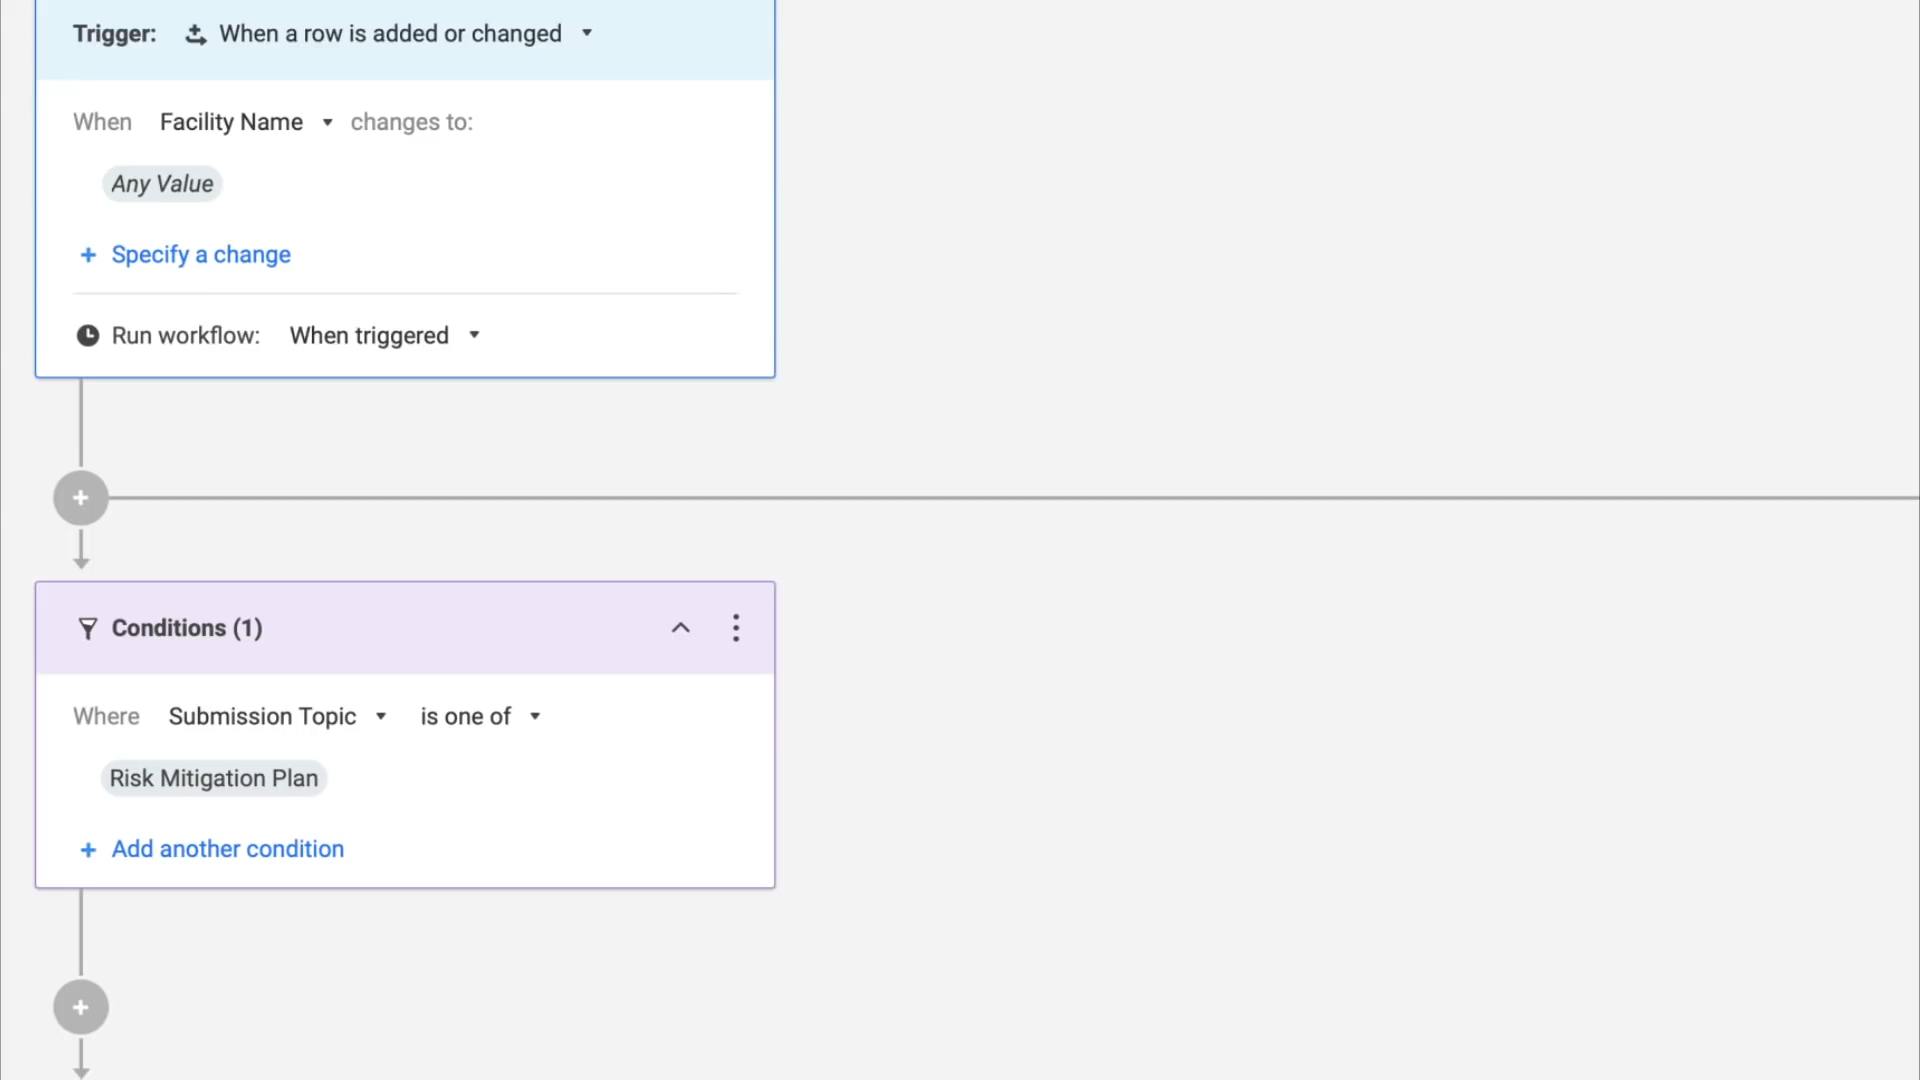 Trigger: When a row is added or changed
When Facility Name changes to:
Any Value
+ Specify a change
Run workflow: When triggered
+
Conditions (1)
Where Submission Topic is one of
Risk Mitigation Plan
+ Add another condition
+